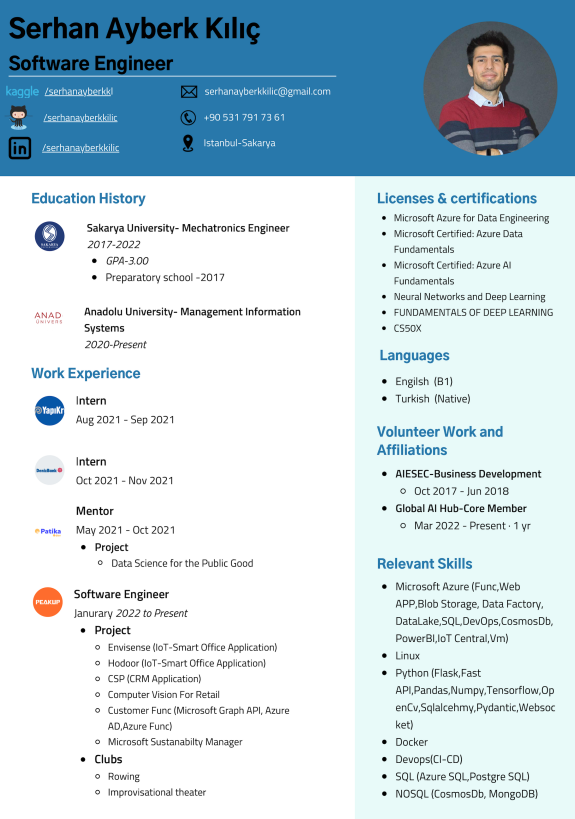 Serhan Ayberk Kılıç
Software Engineer
kaggle /serhanayberkkl
serhanayberkkilic@gmail.com
/serhanayberkkilic
+90 531 791 73 61
in /serhanayberkkilic
Istanbul-Sakarya
Education History
SAKARYA
Sakarya University- Mechatronics Engineer
2017-2022
GPA-3.00
Preparatory school -2017
ANAD
UNIVERS
Anadolu University- Management Information
Systems
2020-Present
Work Experience
YapıKr
Intern
Aug 2021 - Sep 2021
DenizBank
Intern
Oct 2021 - Nov 2021
Mentor
Patika
May 2021 - Oct 2021
Project
Data Science for the Public Good
PEAKUP
Software Engineer
Janurary 2022 to Present
Project
Envisense (IoT-Smart Office Application)
Hodoor (IoT-Smart Office Application)
CSP (CRM Application)
Computer Vision For Retail
Customer Func (Microsoft Graph API, Azure
AD,Azure Func)
Microsoft Sustanabilty Manager
Clubs
Rowing
Improvisational theater
Licenses & certifications
Microsoft Azure for Data Engineering
Microsoft Certified: Azure Data
Fundamentals
Microsoft Certified: Azure AI
Fundamentals
Neural Networks and Deep Learning
FUNDAMENTALS OF DEEP LEARNING
CS50X
Languages
Engilsh (B1)
Turkish (Native)
Volunteer Work and
Affiliations
AIESEC-Business Development
Oct 2017 - Jun 2018
Global AI Hub-Core Member
Mar 2022 - Present · 1 yr
Relevant Skills
Microsoft Azure (Func,Web
APP,Blob Storage, Data Factory,
DataLake,SQL,DevOps,CosmosDb,
PowerBI,IoT Central,Vm)
Linux
Python (Flask,Fast
API,Pandas,Numpy,Tensorflow,Op
enCv,Sqlalcehmy,Pydantic,Websoc
ket)
Docker
Devops(CI-CD)
SQL (Azure SQL,Postgre SQL)
NOSQL (CosmosDb, MongoDB)